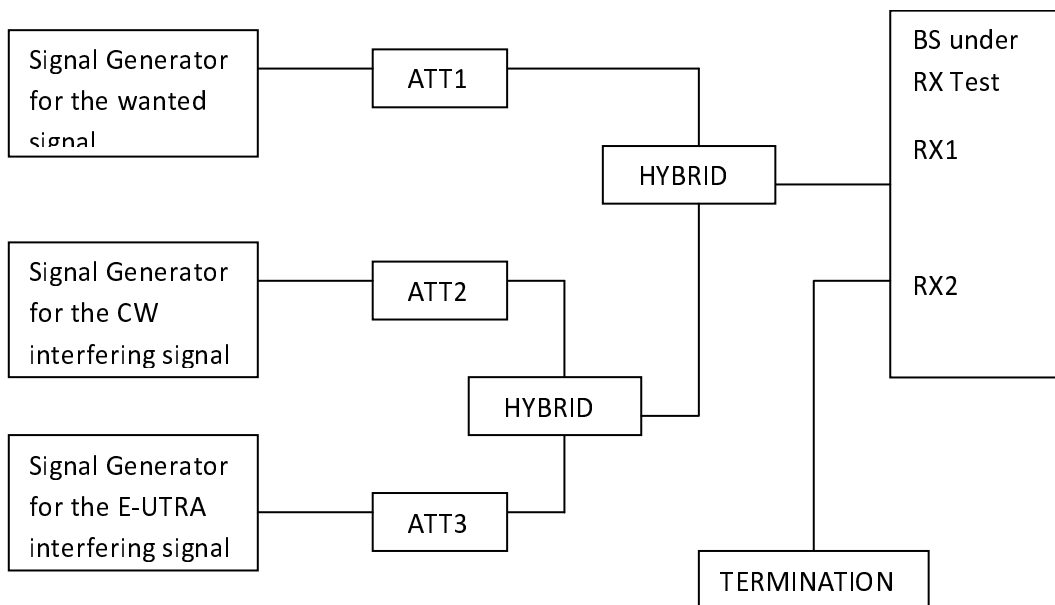 Signal Generator
for the wanted
signal
ATT1
HYBRID
BS under
RX Test
RX1
RX2
Signal Generator
for the CW
interfering signal
ATT2
HYBRID
Signal Generator
for the E-UTRA
interfering signal
ATT3
TERMINATION